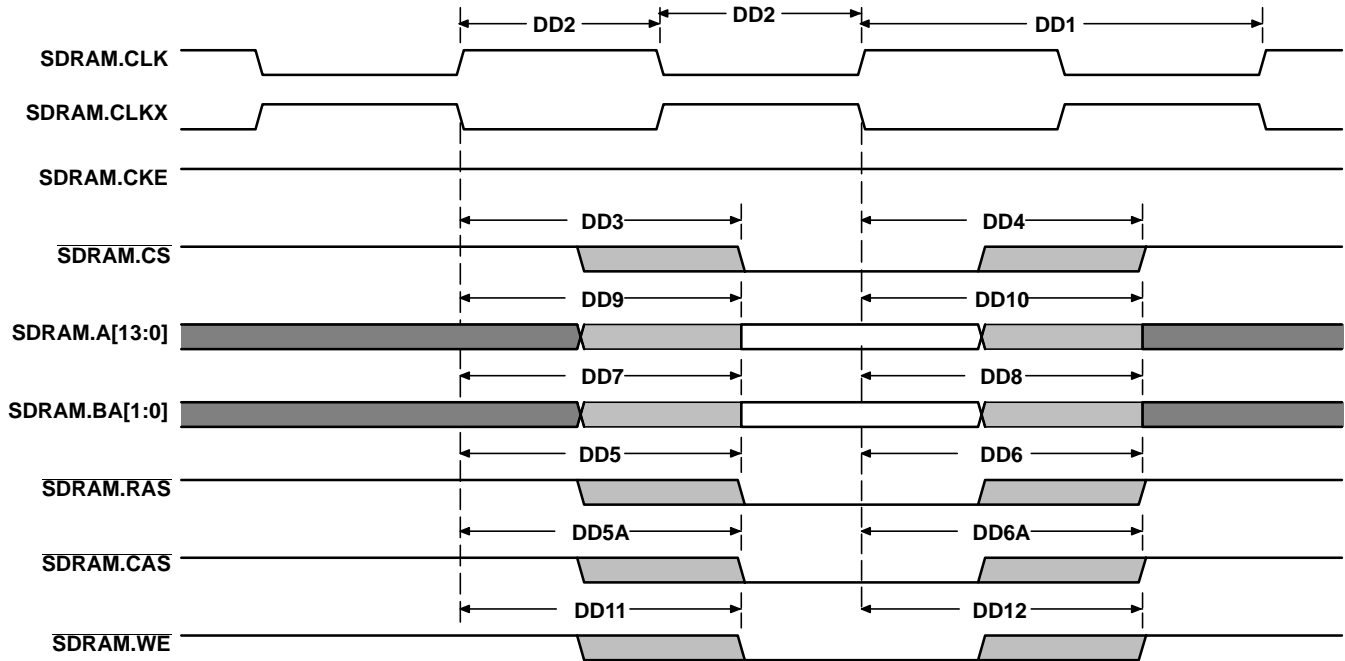 DD2 DD2 DD1
SDRAM.CLK
SDRAM.CLKX
SDRAM.CKE
DD3 DD4
SDRAM.CS
DD9 DD10
SDRAM.A[13:0]
DD7 DD8
SDRAM.BA[1:0]
DD5 DD6
SDRAM.RAS
DD5A DD6A
SDRAM.CAS
DD11 DD12
SDRAM.WE